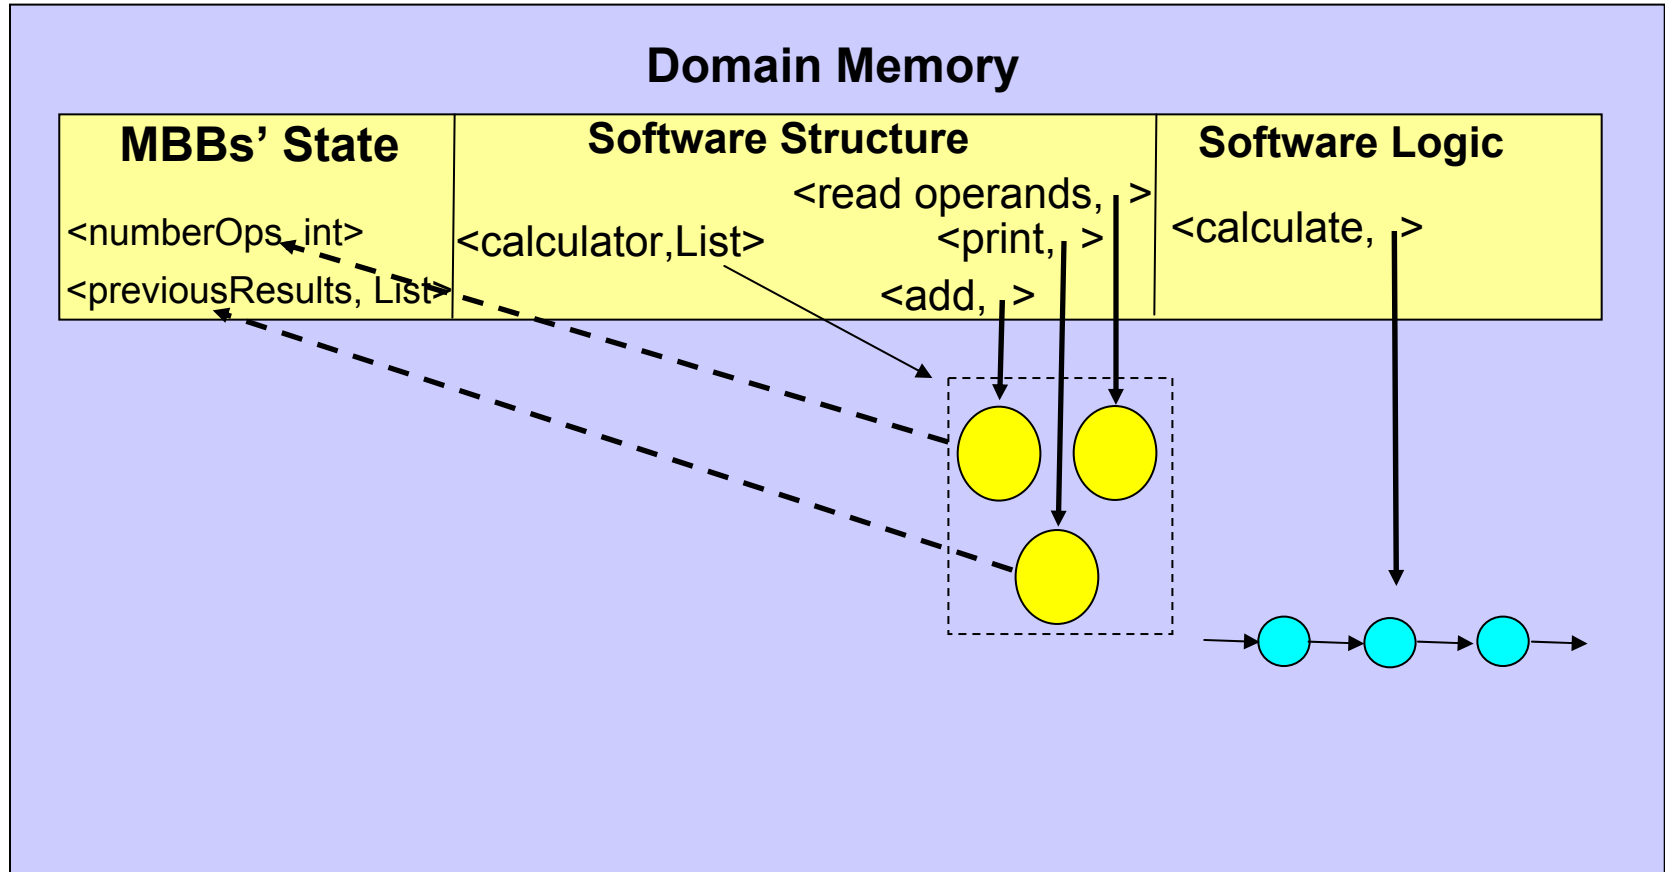 Domain Memory
MBBs’ State
<numberOps, int>
<previousResults, List>
Software Structure
<read operands, >
<calculator,List>
<print, >
<add, >
Software Logic
<calculate, >